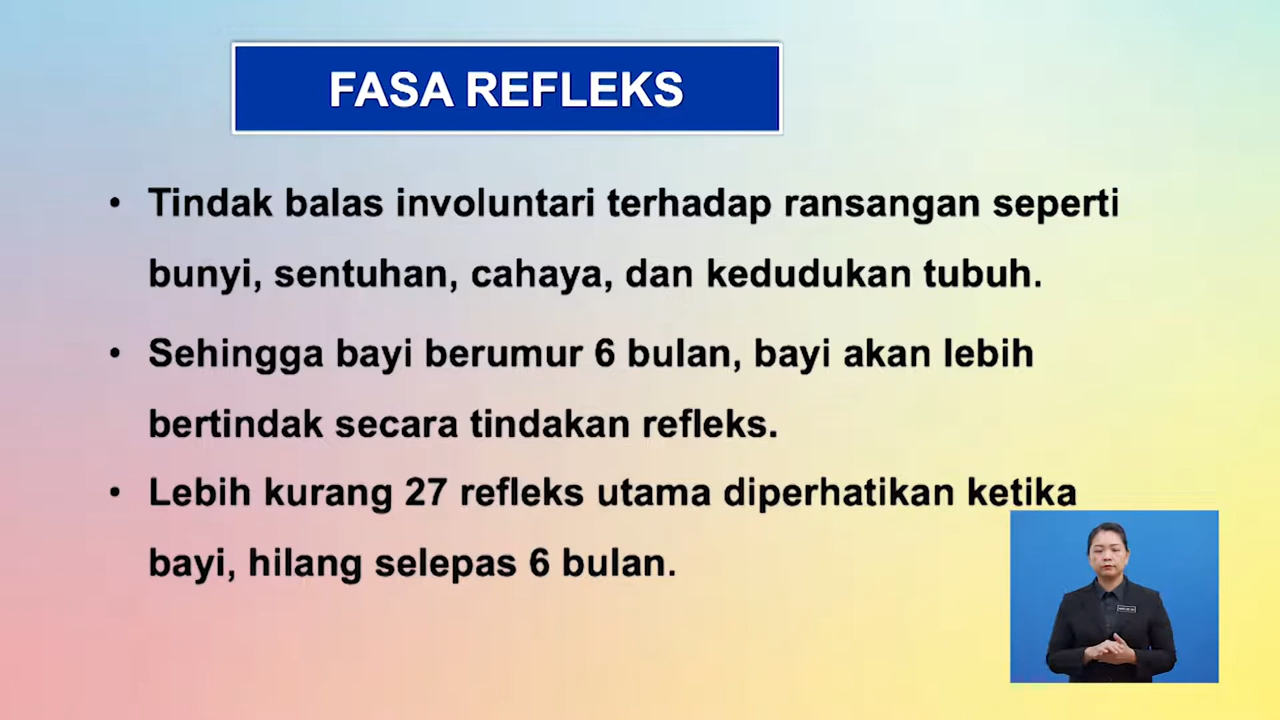 FASA REFLEKS
• Tindak balas involuntari terhadap ransangan seperti
bunyi, sentuhan, cahaya, dan kedudukan tubuh.
• Sehingga bayi berumur 6 bulan, bayi akan lebih
bertindak secara tindakan refleks.
• Lebih kurang 27 refleks utama diperhatikan ketika
bayi, hilang selepas 6 bulan.